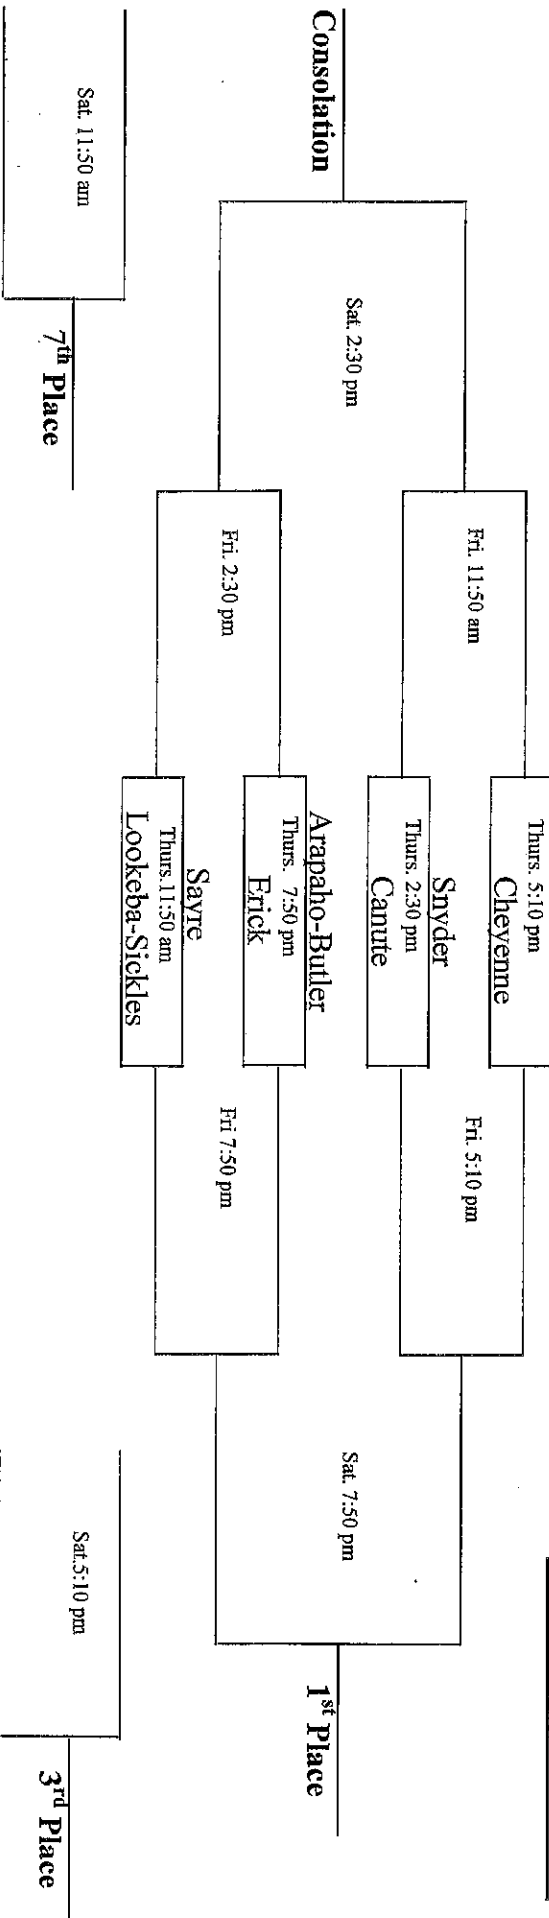 Thurs. 5:10 pm
Cheyenne
Fri. 11:50 am
Fri. 5:10 pm
Snyder
Thurs. 2:30 pm
Canute
Sat. 2:30 pm
Sat. 7:50 pm
Consolation
1st Place
Arapaho-Butler
Thurs. 7:50 pm
Erick
Fri. 2:30 pm
Fri 7:50 pm
Sayre
Thurs.11:50 am
Lookeba-Sickles
Sat. 11:50 am
Sat.5:10 pm
7th Place
3rd Place